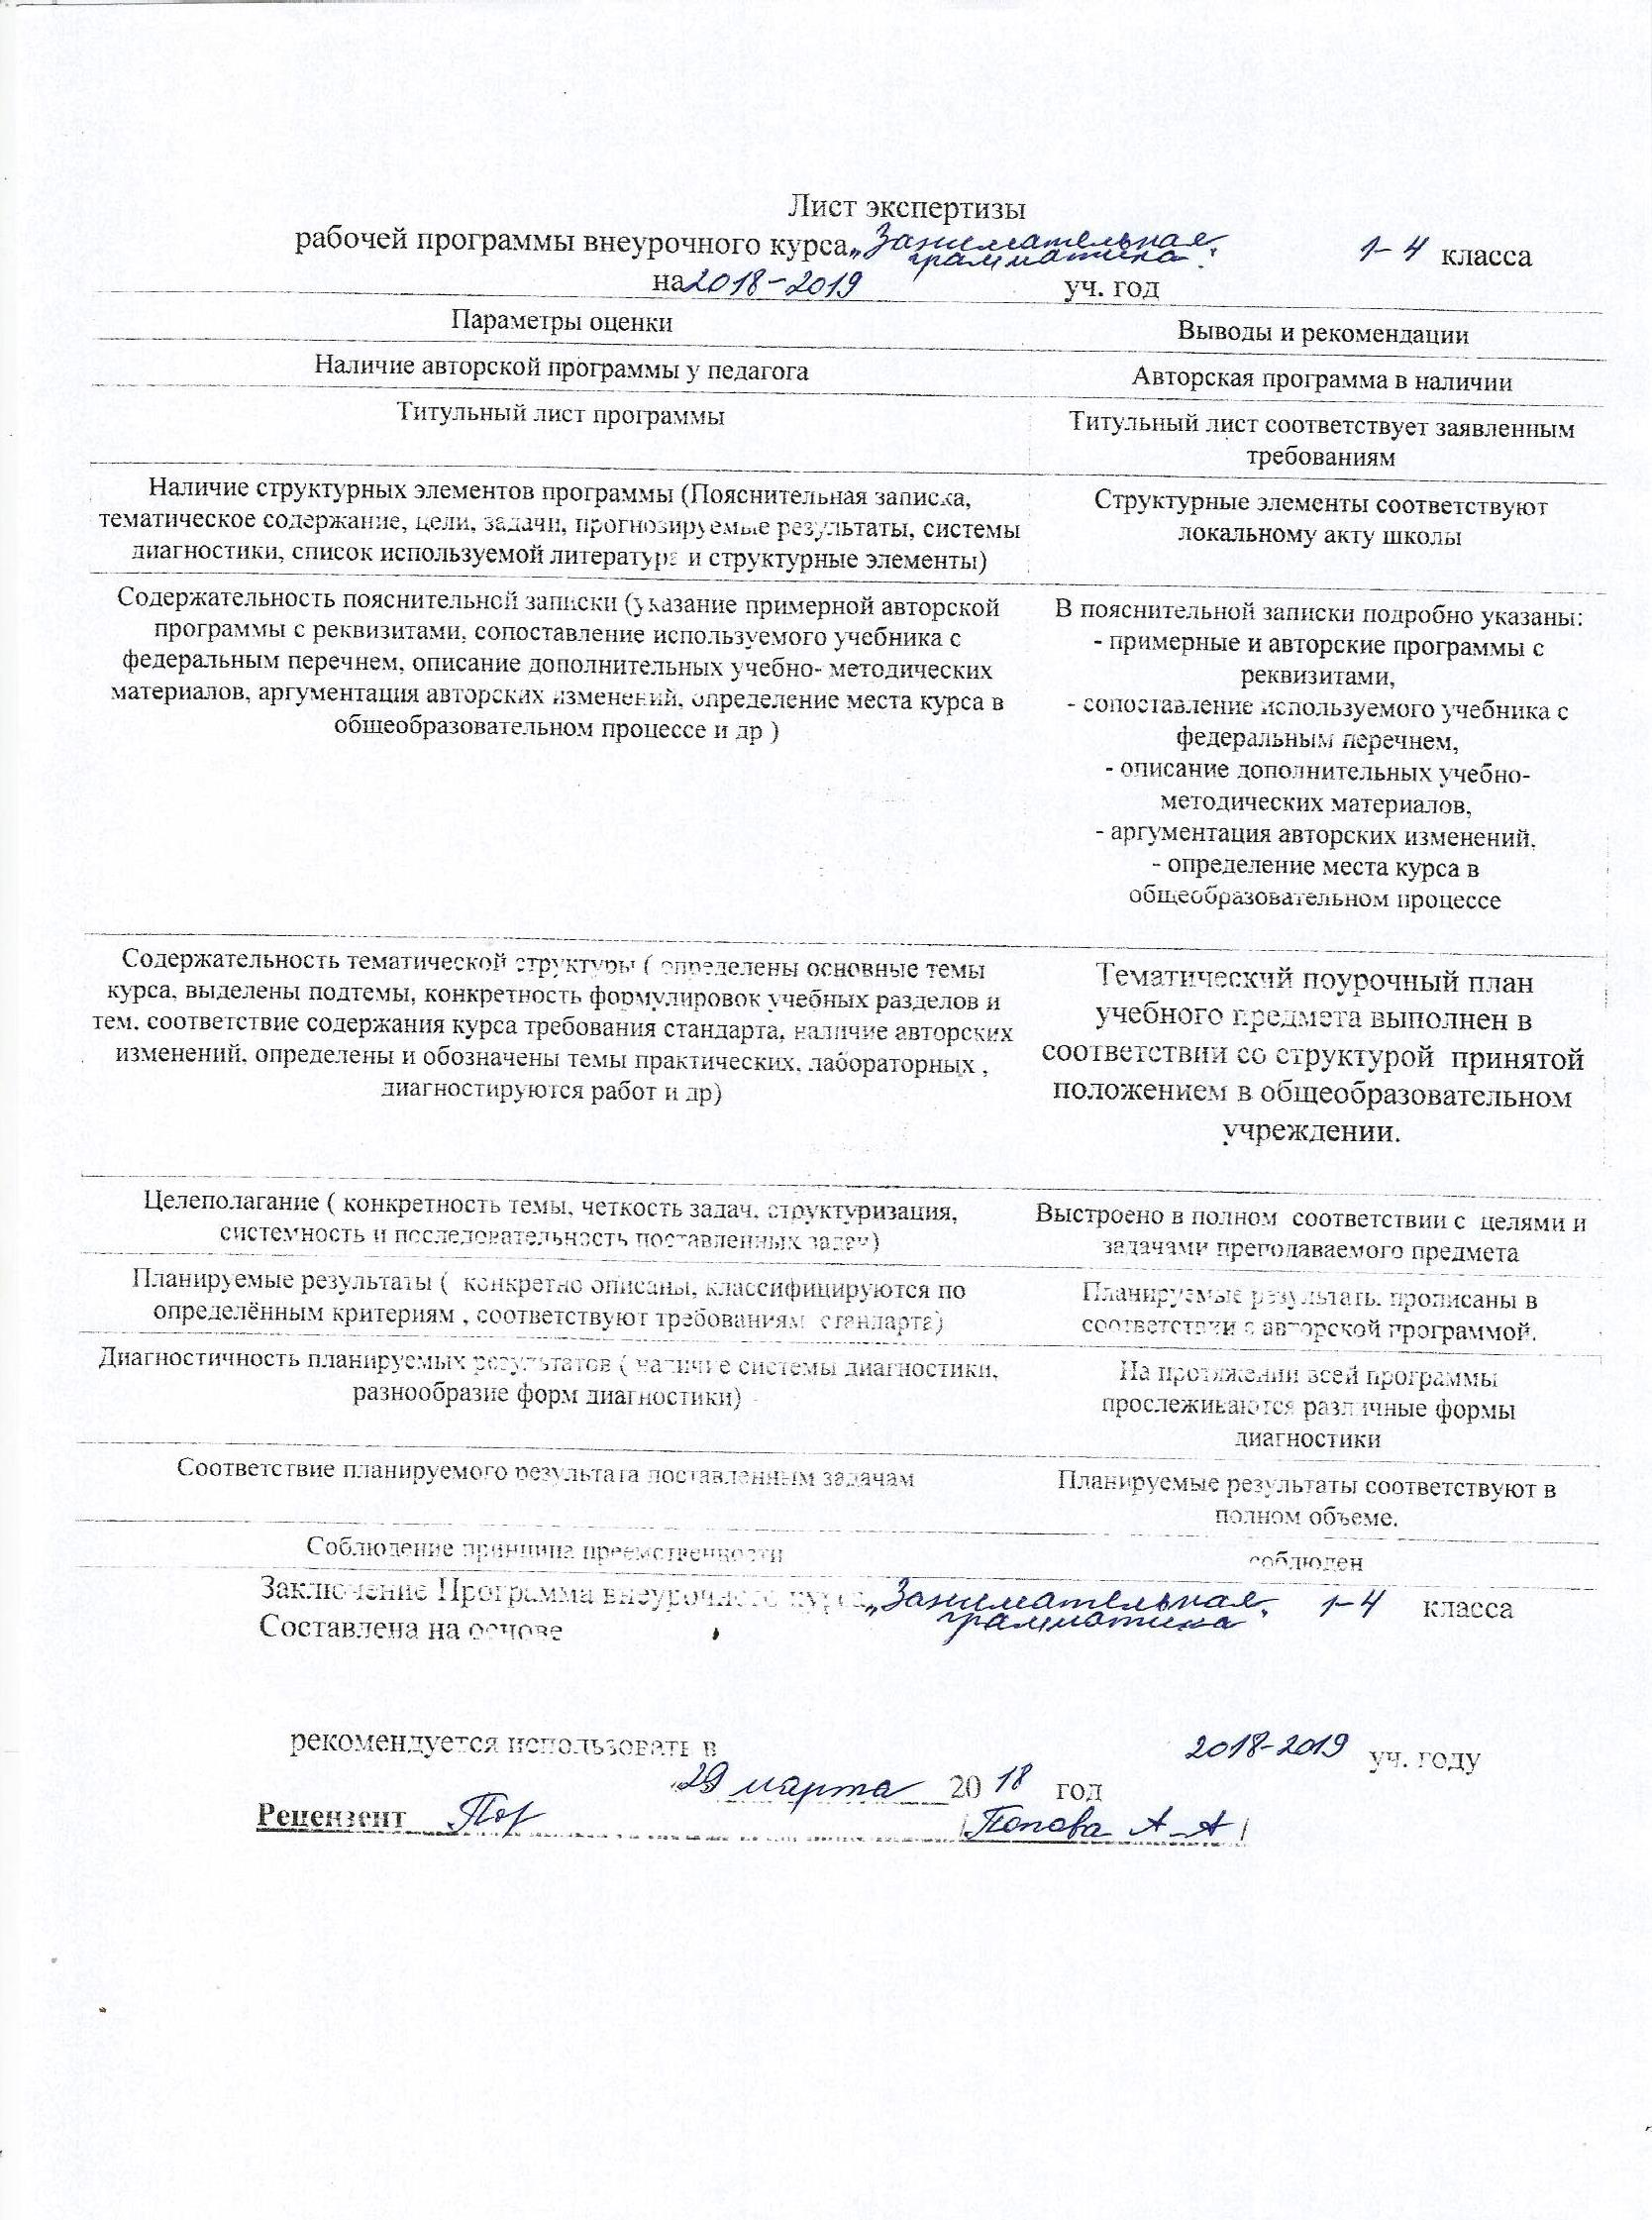 Лист экспертизы
рабочей программы внеурочного курса „Занимательная 1-4 класса
грамматика"
на 2018-2019 уч. год
Параметры оценки
Выводы и рекомендации
Наличие авторской программы у педагога
Авторская программа в наличии
Титульный лист программы
Титульный лист соответствует заявленным
требованиям
Наличие структурных элементов программы (Пояснительная записка,
тематическое содержание, цели, задачи, прогнозируемые результаты, системы
диагностики, список используемой литературы и структурные элементы)
Структурные элементы соответствуют
локальному акту школы
Содержательность пояснительной записки (указание примерной авторской
программы с реквизитами, сопоставление используемого учебника с
федеральным перечнем, описание дополнительных учебно- методических
материалов, аргументация авторских изменений, определение места курса в
общеобразовательном процессе и др )
В пояснительной записки подробно указаны:
- примерные и авторские программы с
реквизитами,
- сопоставление используемого учебника с
федеральным перечнем,
- описание дополнительных учебно-
методических материалов,
- аргументация авторских изменений,
- определение места курса в
общеобразовательном процессе
Содержательность тематической структуры ( определены основные темы
курса, выделены подтемы, конкретность формулировок учебных разделов и
тем, соответствие содержания курса требования стандарта, наличие авторских
изменений, определены и обозначены темы практических, лабораторных ,
диагностируются работ и др)
Тематический поурочный план
учебного предмета выполнен в
соответствии со структурой принятой
положением в общеобразовательном
учреждении.
Целеполагание ( конкретность темы, четкость задач, структуризация,
системность и последовательность поставленных задач)
Выстроено в полном соответствии с целями и
задачами преподаваемого предмета
Планируемые результаты ( конкретно описаны, классифицируются по
определённым критериям , соответствуют требованиям стандарта)
Планируемые результаты прописаны в
соответствии с авторской программой.
Диагностичность планируемых результатов ( наличие системы диагностики,
разнообразие форм диагностики)
На протяжении всей программы
прослеживаются различные формы
диагностики
Соответствие планируемого результата поставленным задачам
Планируемые результаты соответствуют в
полном объеме.
Соблюдение принципа преемственности
соблюден
Заключение Программа внеурочного курса „Занимательная 1-4 класса
грамматика"
Составлена на основе
рекомендуется использовать в 2018-2019 уч. году
29 марта 2018 год
Рецензент /Попова А.А/